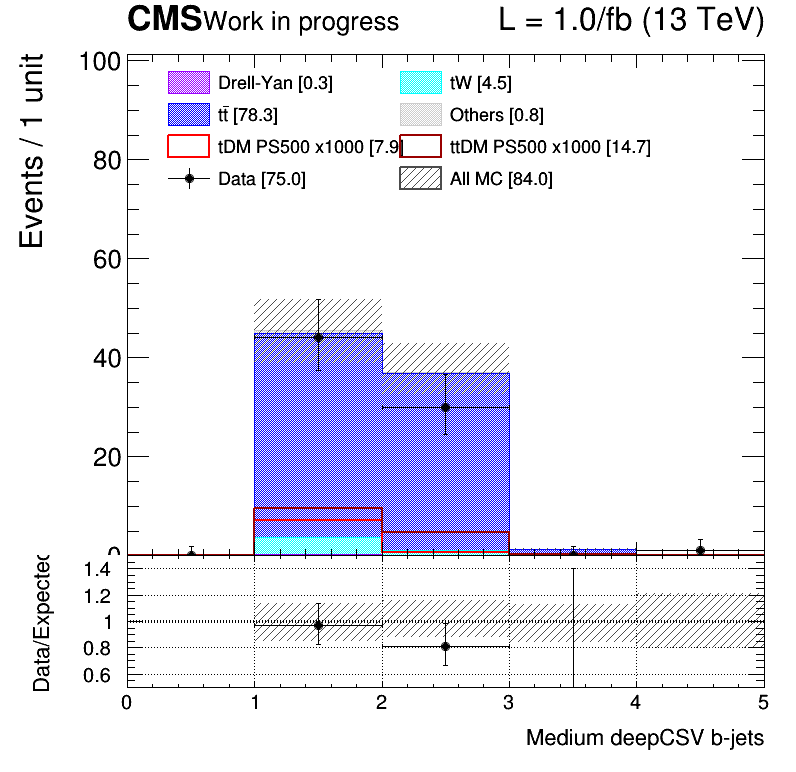 CMS Work in progress L = 1.0/fb (13 TeV)
Events / 1 unit
100
80
60
40
20
0
Drell-Yan [0.3] tW [4.5]
tt̄ [78.3] Others [0.8]
tDM PS500 x1000 [7.9] ttDM PS500 x1000 [14.7]
Data [75.0] All MC [84.0]
Data/Expected
1.4
1.2
1
0.8
0.6
0 1 2 3 4 5
Medium deepCSV b-jets